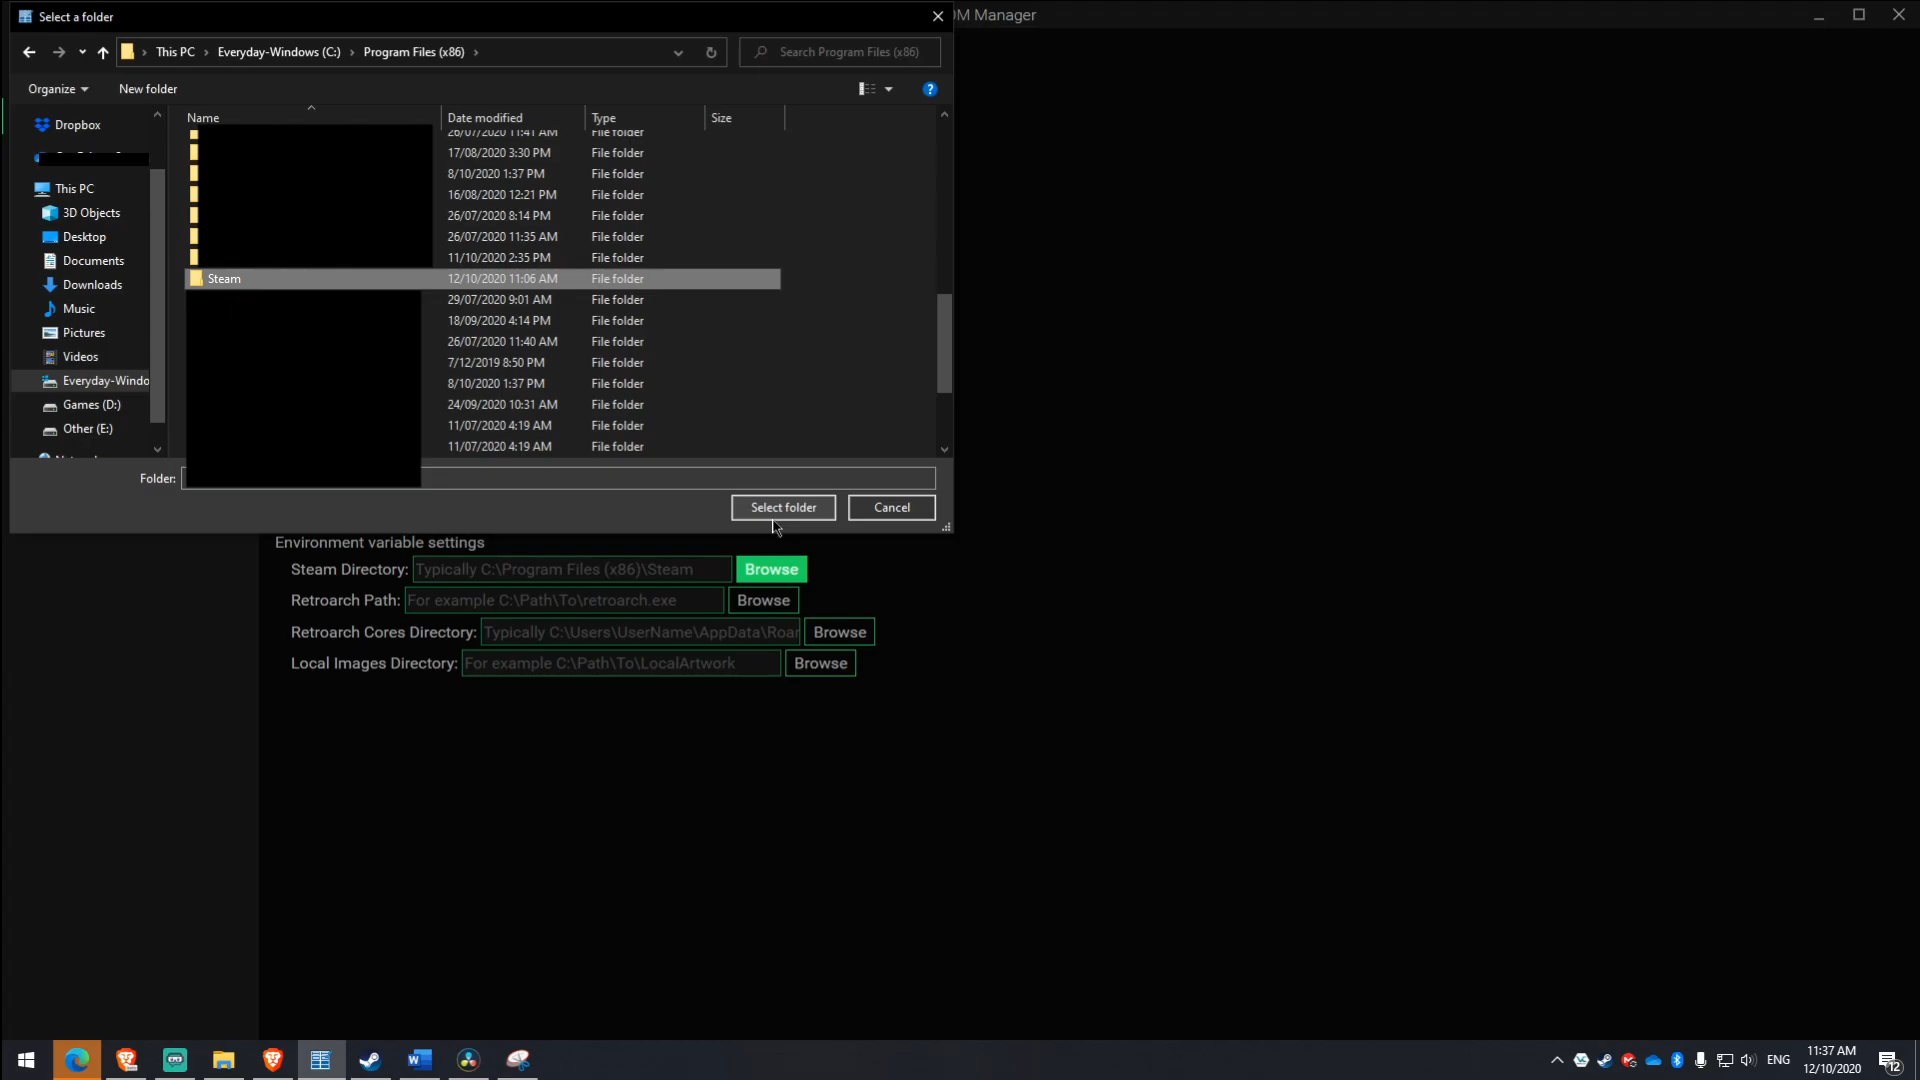 Select a folder
OM Manager
This PC > Everyday-Windows (C:) > Program Files (x86) >
Search Program Files (x86)
Organize
New folder
Name
Date modified
Type
Size
Dropbox
This PC
3D Objects
Desktop
Documents
Downloads
Music
Pictures
Videos
Everyday-Windo
Games (D:)
Other (E:)
26/07/2020 11:41 AM File folder
17/08/2020 3:30 PM File folder
8/10/2020 1:37 PM File folder
16/08/2020 12:21 PM File folder
26/07/2020 8:14 PM File folder
26/07/2020 11:35 AM File folder
11/10/2020 2:35 PM File folder
Steam 12/10/2020 11:06 AM File folder
29/07/2020 9:01 AM File folder
18/09/2020 4:14 PM File folder
26/07/2020 11:40 AM File folder
7/12/2019 8:50 PM File folder
8/10/2020 1:37 PM File folder
24/09/2020 10:31 AM File folder
11/07/2020 4:19 AM File folder
11/07/2020 4:19 AM File folder
Folder:
Select folder
Cancel
Environment variable settings
Steam Directory: Typically C:\Program Files (x86)\Steam Browse
Retroarch Path: For example C:\Path\To\retroarch.exe Browse
Retroarch Cores Directory: Typically C:\Users\UserName\AppData\Roar Browse
Local Images Directory: For example C:\Path\To\LocalArtwork Browse
ENG
11:37 AM
12/10/2020
12